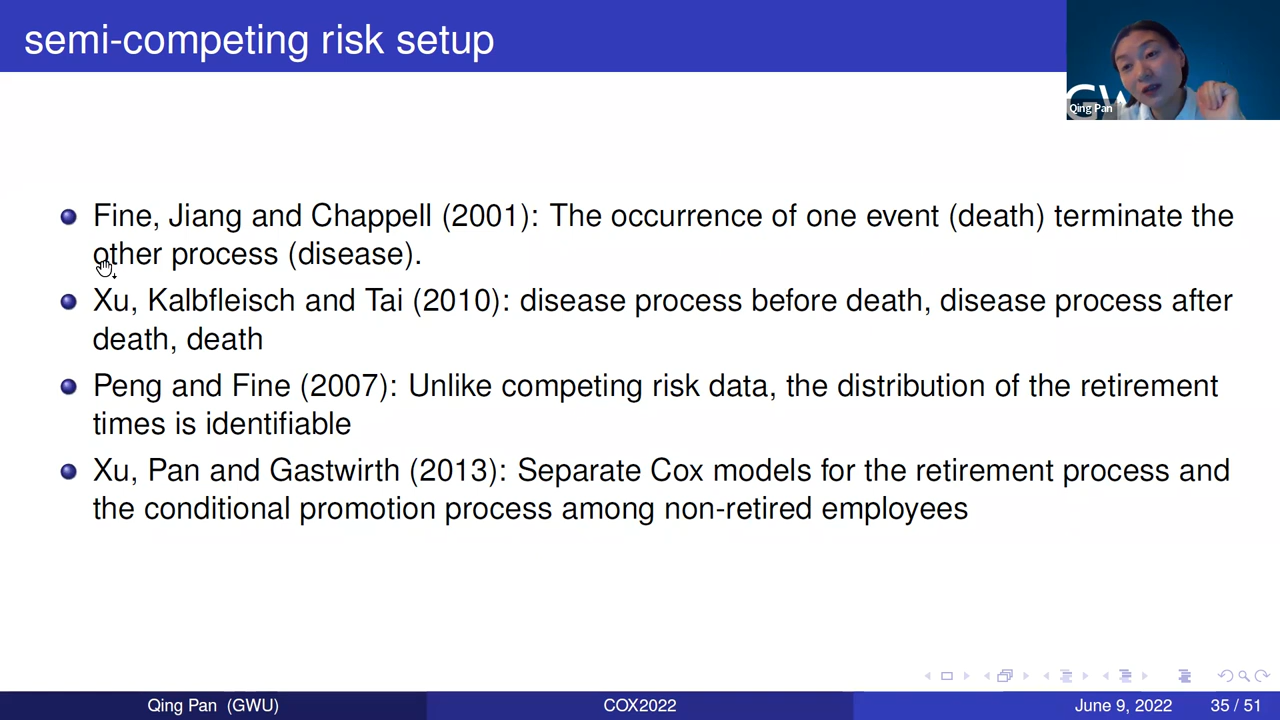 semi-competing risk setup
GW
Qing Pan
Fine, Jiang and Chappell (2001): The occurrence of one event (death) terminate the
other process (disease).
Xu, Kalbfleisch and Tai (2010): disease process before death, disease process after
death, death
Peng and Fine (2007): Unlike competing risk data, the distribution of the retirement
times is identifiable
Xu, Pan and Gastwirth (2013): Separate Cox models for the retirement process and
the conditional promotion process among non-retired employees
Qing Pan (GWU) COX2022 June 9, 2022 35 / 51